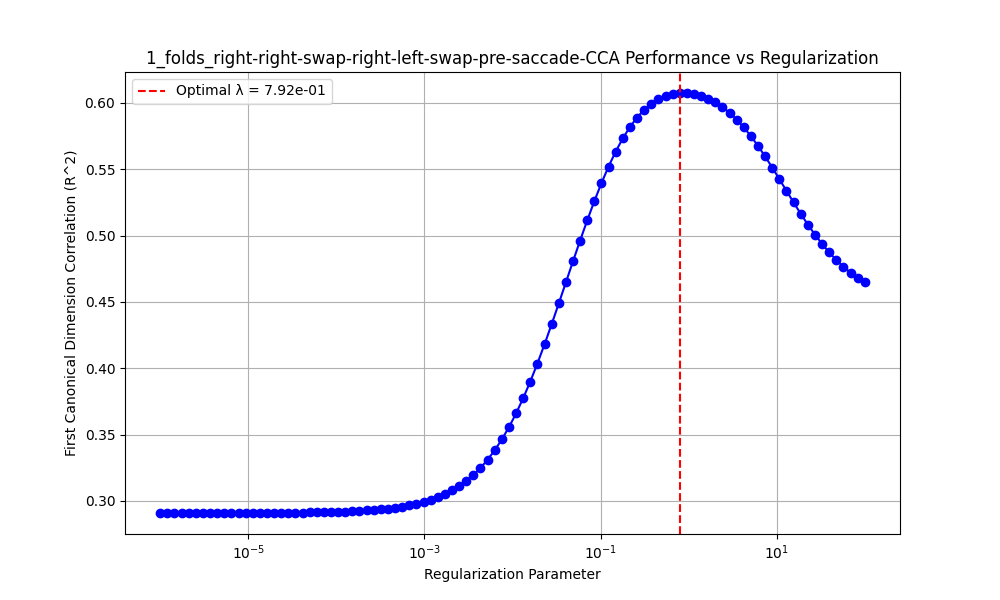 1_folds_right-right-swap-right-left-swap-pre-saccade-CCA Performance vs Regularization
Optimal λ = 7.92e-01
First Canonical Dimension Correlation (R^2)
0.60
0.55
0.50
0.45
0.40
0.35
0.30
10⁻⁵
10⁻³
10⁻¹
10¹
Regularization Parameter